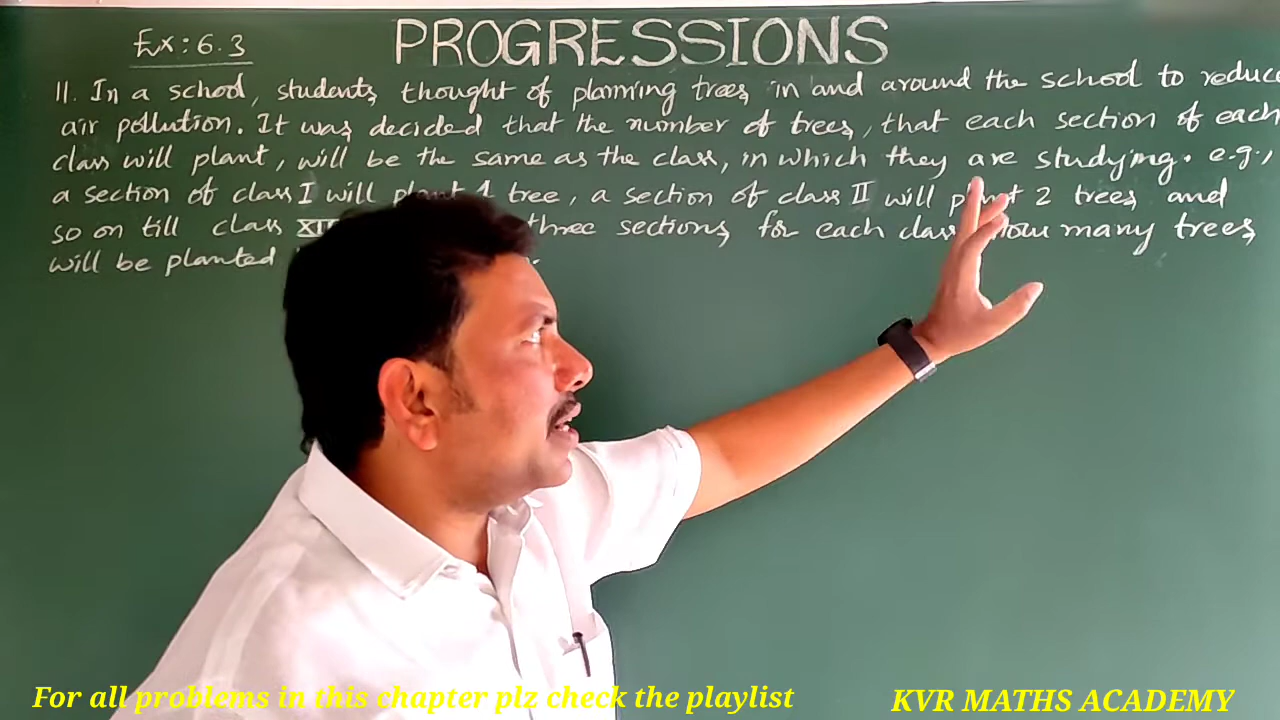 Ex: 6.3
PROGRESSIONS
11. In a school, students thought of planning trees in and around the school to reduce
air pollution. It was decided that the number of trees, that each section of each
class will plant, will be the same as the class, in which they are studying. e.g.,
a section of class I will tree, a section of class II will plant 2 trees and
so on till class three sections for each class How many trees
will be planted
For all problems in this chapter plz check the playlist
KVR MATHS ACADEMY